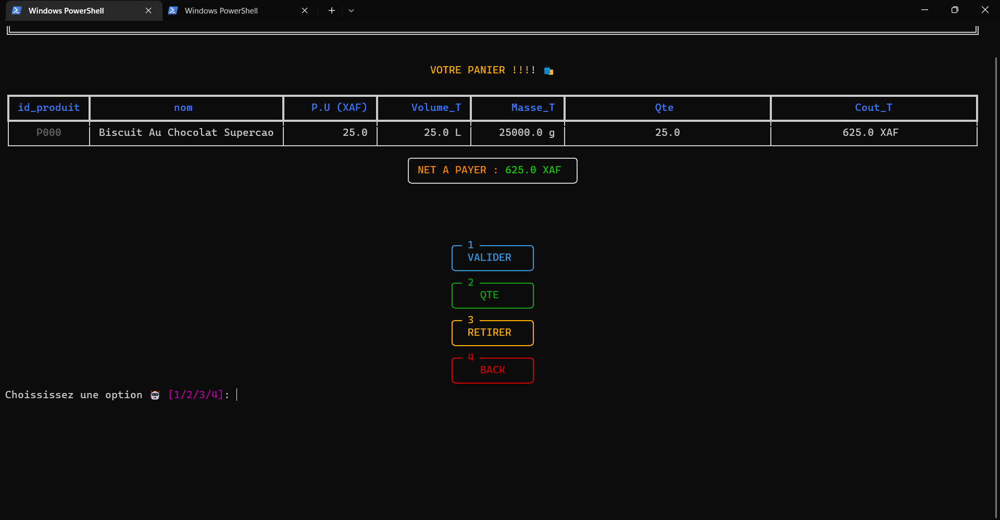 Windows PowerShell
Windows PowerShell
VOTRE PANIER !!!!
id_produit nom P.U (XAF) Volume_T Masse_T Qte Cout_T
P000 Biscuit Au Chocolat Supercao 25.0 25.0 L 25000.0 g 25.0 625.0 XAF
NET A PAYER : 625.0 XAF
1
VALIDER
2
QTE
3
RETIRER
4
BACK
Choississez une option [1/2/3/4]: